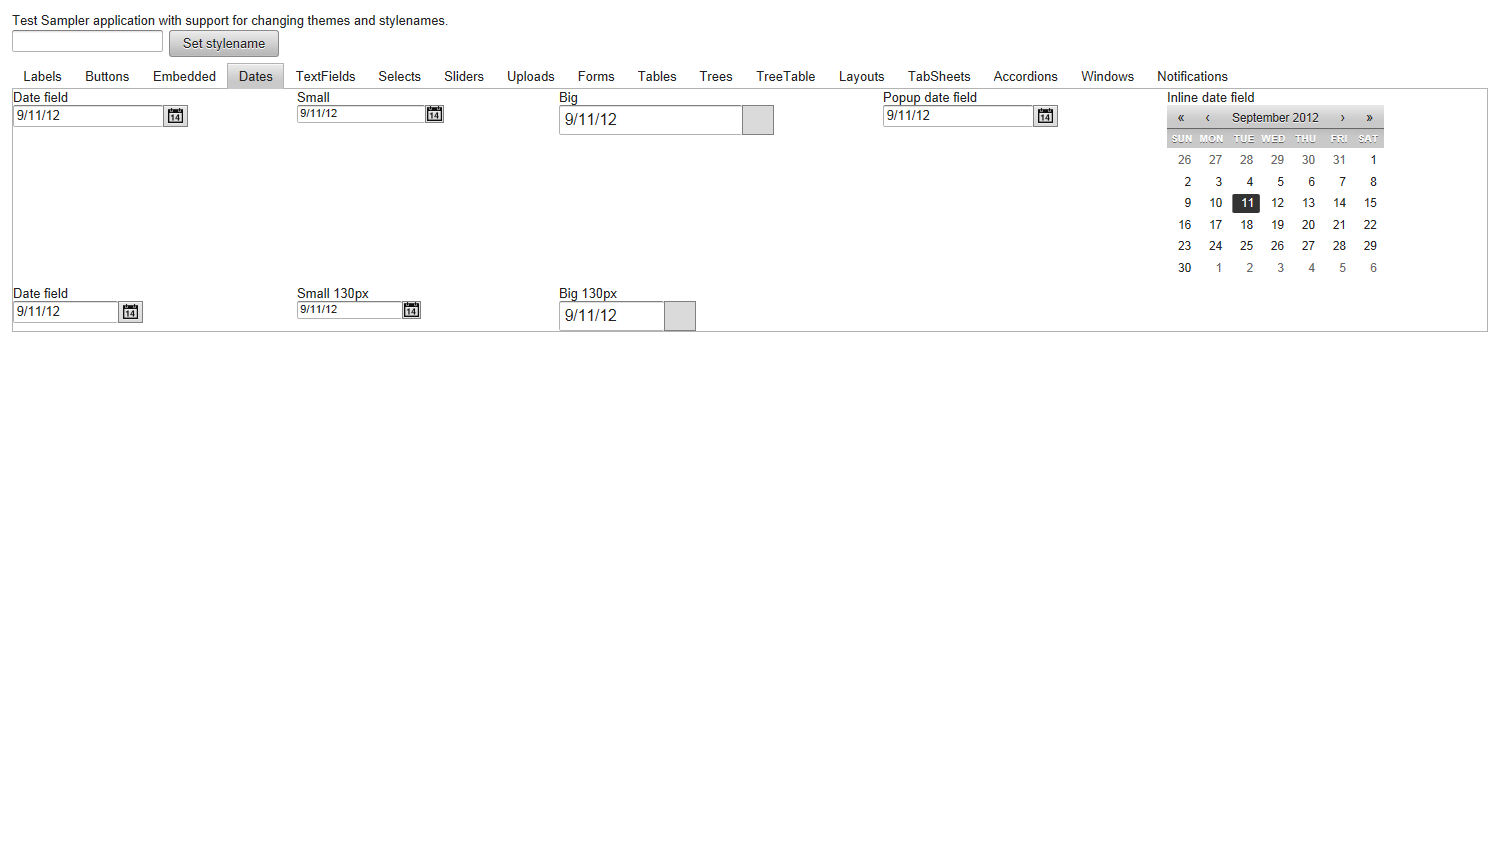 Test Sampler application with support for changing themes and stylenames.
Set stylename
Labels Buttons Embedded Dates TextFields Selects Sliders Uploads Forms Tables Trees TreeTable Layouts TabSheets Accordions Windows Notifications
Date field Small Big Popup date field Inline date field
9/11/12 14 9/11/12 14 9/11/12 9/11/12 14
« ‹ September 2012 › »
SUN MON TUE WED THU FRI SAT
26 27 28 29 30 31 1
2 3 4 5 6 7 8
9 10 11 12 13 14 15
16 17 18 19 20 21 22
23 24 25 26 27 28 29
30 1 2 3 4 5 6
Date field Small 130px Big 130px
9/11/12 14 9/11/12 14 9/11/12